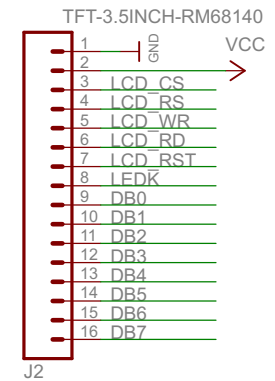 TFT-3.5INCH-RM68140
VCC
GND
1
2
3 LCD_CS
4 LCD_RS
5 LCD_WR
6 LCD_RD
7 LCD_RST
8 LEDK
9 DB0
10 DB1
11 DB2
12 DB3
13 DB4
14 DB5
15 DB6
16 DB7
J2